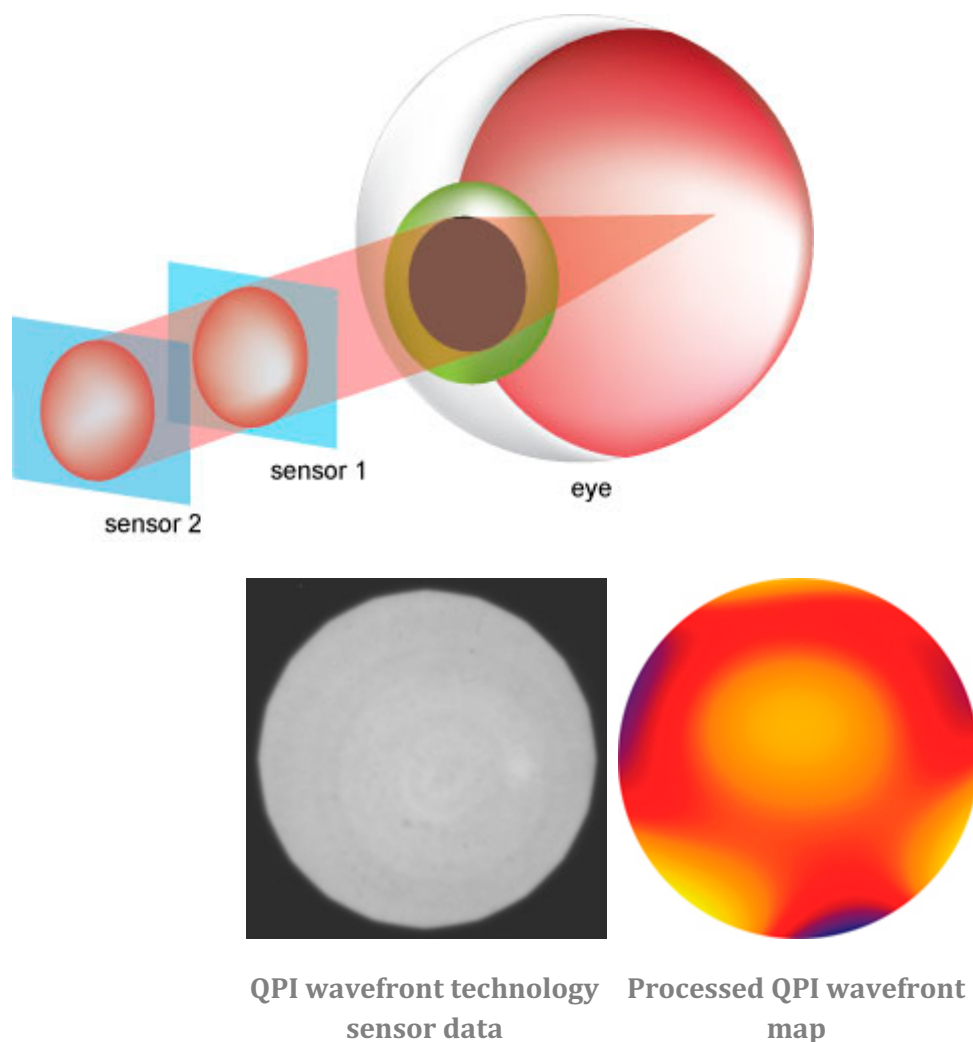 sensor 1
eye
sensor 2
QPI wavefront technology
sensor data
Processed QPI wavefront
map